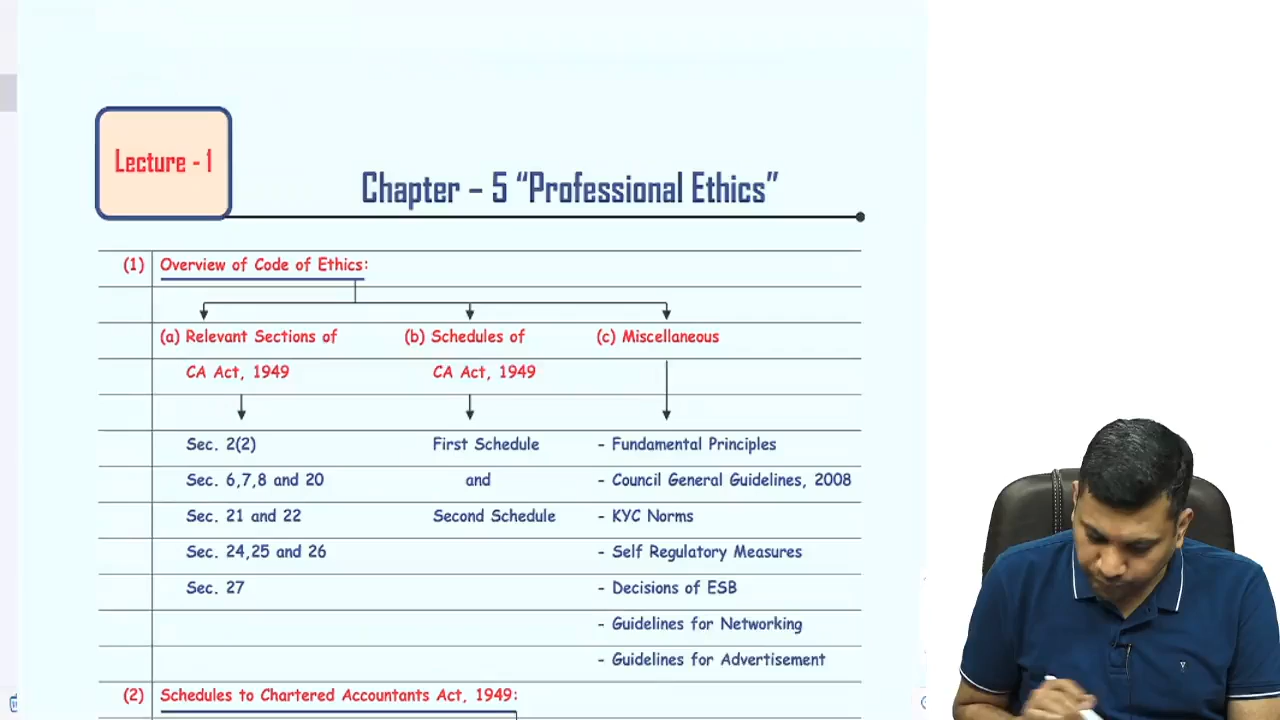 Lecture - 1
Chapter – 5 “Professional Ethics”
(1) Overview of Code of Ethics:
(a) Relevant Sections of (b) Schedules of (c) Miscellaneous
CA Act, 1949 CA Act, 1949
Sec. 2(2) First Schedule - Fundamental Principles
Sec. 6,7,8 and 20 and - Council General Guidelines, 2008
Sec. 21 and 22 Second Schedule - KYC Norms
Sec. 24,25 and 26 - Self Regulatory Measures
Sec. 27 - Decisions of ESB
- Guidelines for Networking
- Guidelines for Advertisement
(2) Schedules to Chartered Accountants Act, 1949: